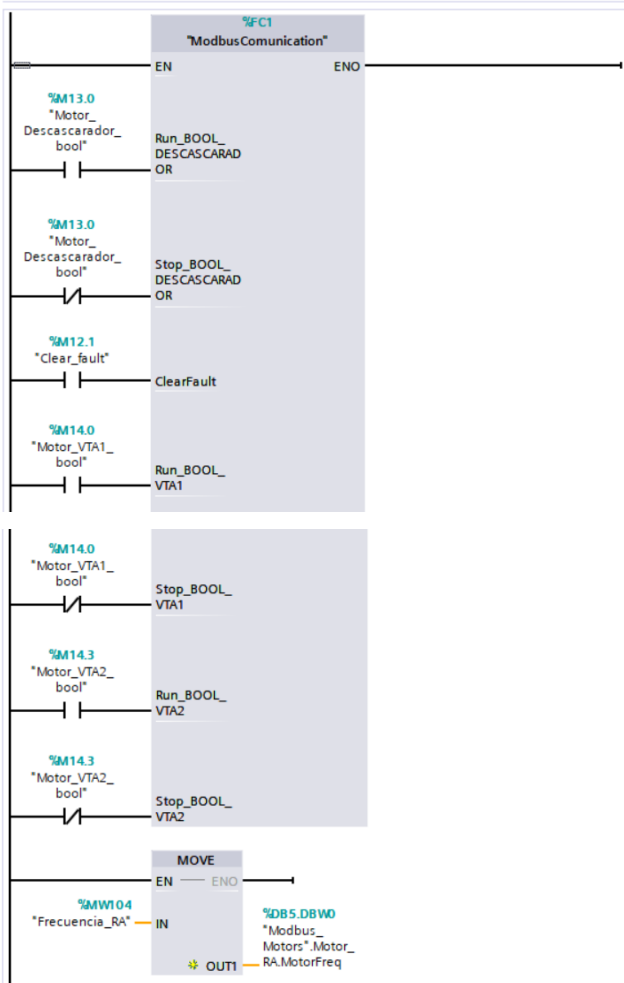 %FC1
"ModbusComunication"
EN ENO
%M13.0
"Motor_
Descascarador_
bool"
Run_BOOL_
DESCASCARAD
OR
%M13.0
"Motor_
Descascarador_
bool"
Stop_BOOL_
DESCASCARAD
OR
%M12.1
"Clear_fault"
ClearFault
%M14.0
"Motor_VTA1_
bool"
Run_BOOL_
VTA1
%M14.0
"Motor_VTA1_
bool"
Stop_BOOL_
VTA1
%M14.3
"Motor_VTA2_
bool"
Run_BOOL_
VTA2
%M14.3
"Motor_VTA2_
bool"
Stop_BOOL_
VTA2
MOVE
EN ENO
%MW104
"Frecuencia_RA"
IN
%DB5.DBW0
"Modbus_
Motors".Motor_
RA.MotorFreq
OUT1